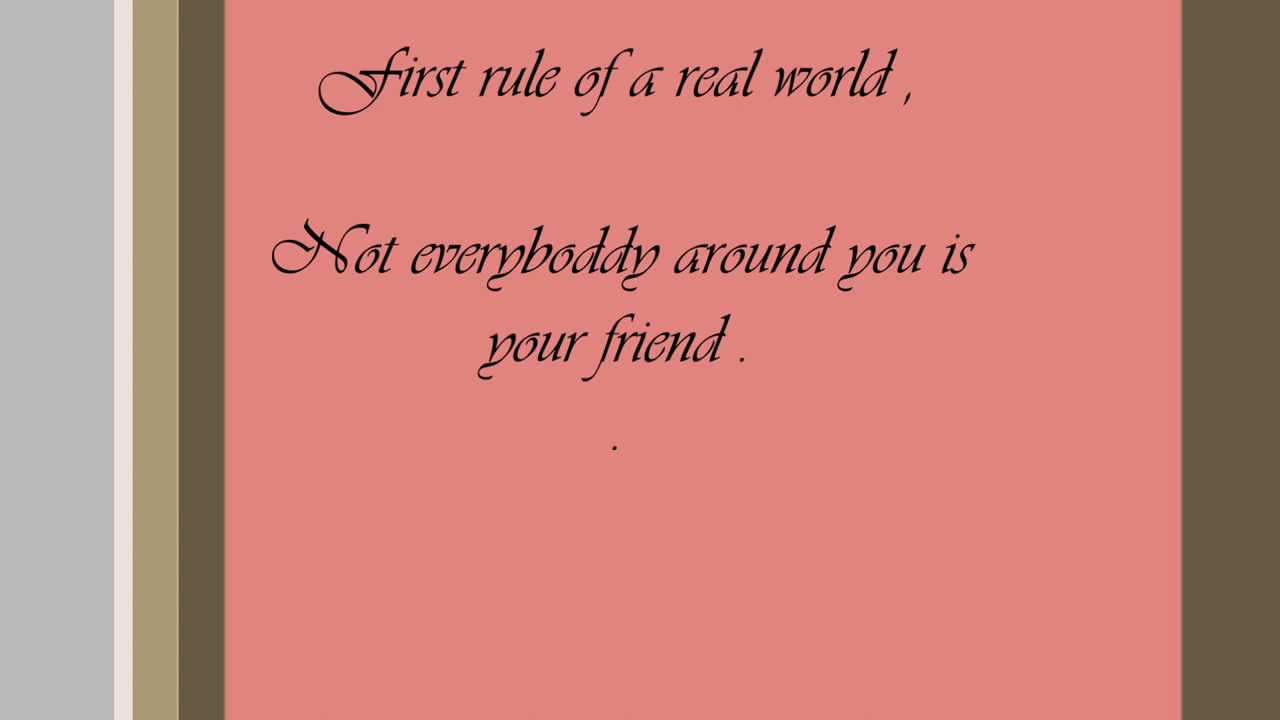 First rule of a real world ,
Not everyboddy around you is
your friend .
.